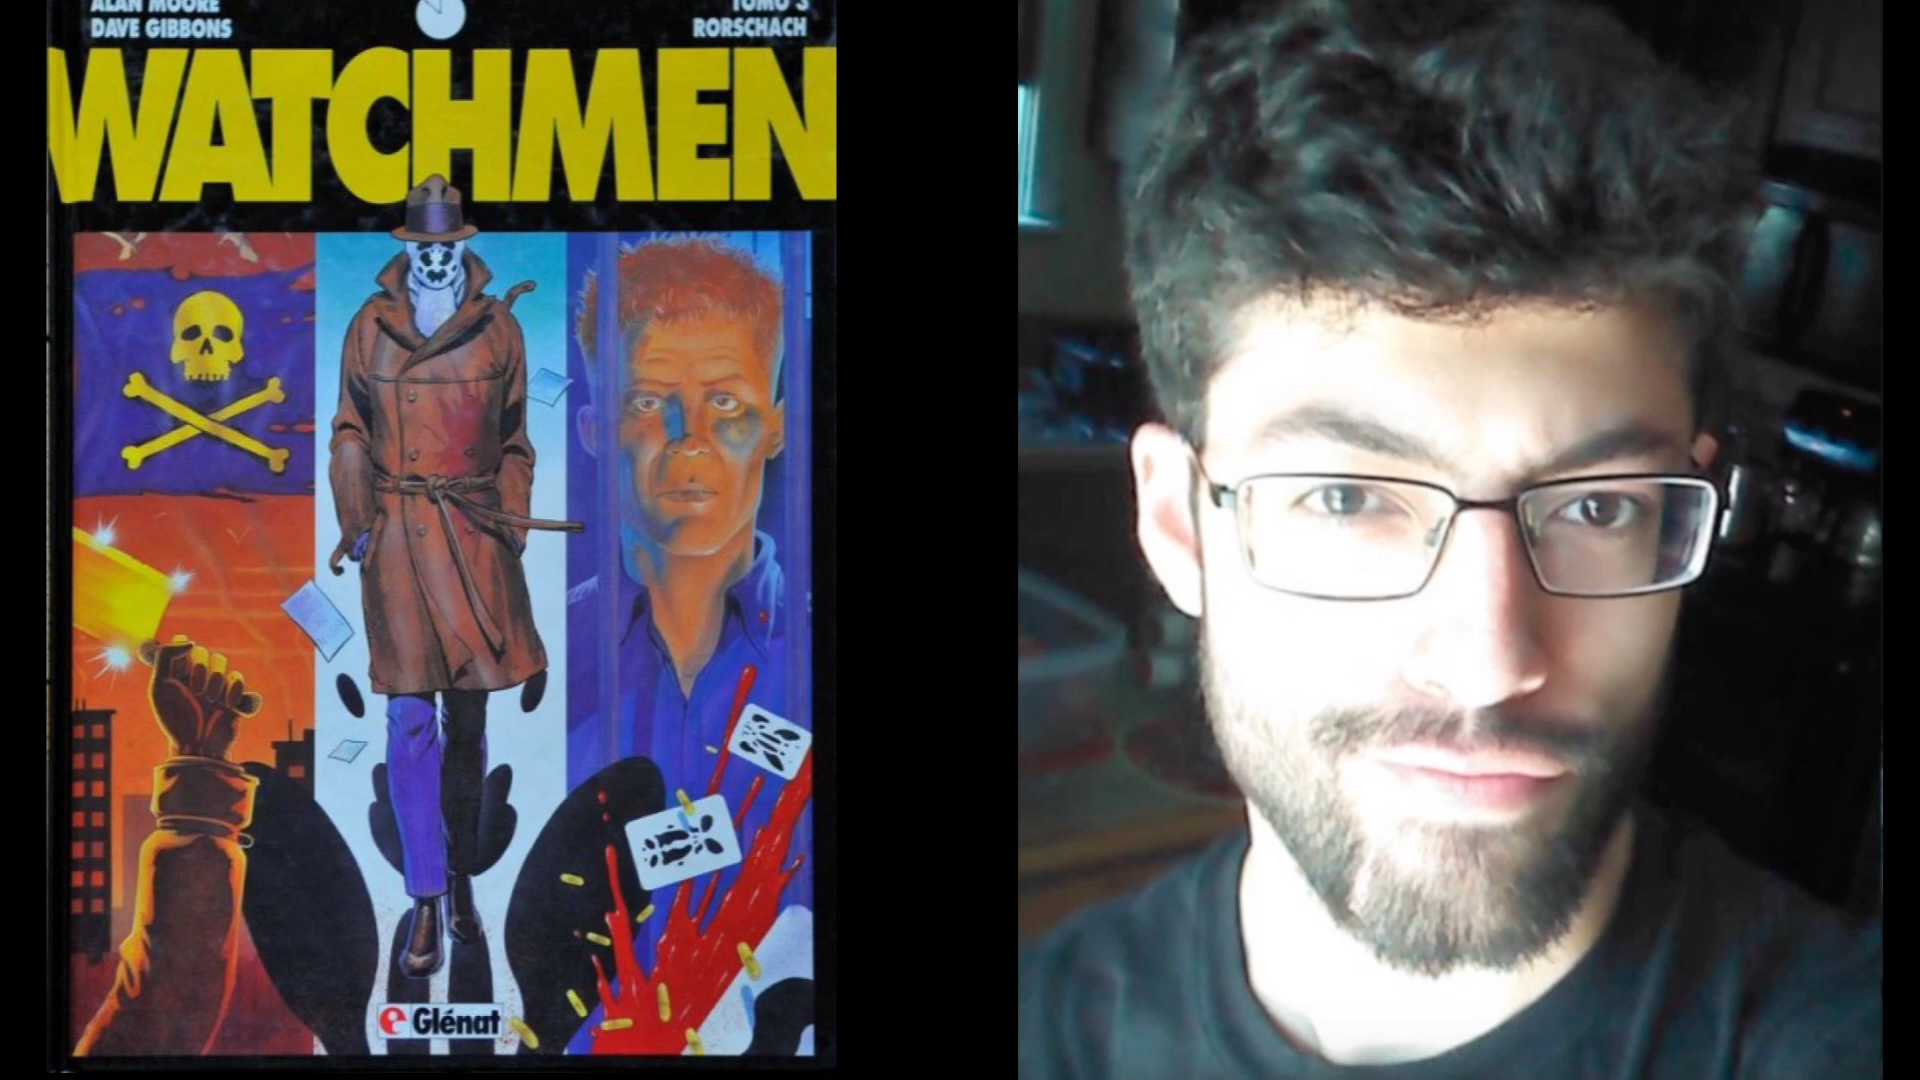 ALAN MOORE
DAVE GIBBONS
TOMO 3
RORSCHACH
WATCHMEN
Glénat